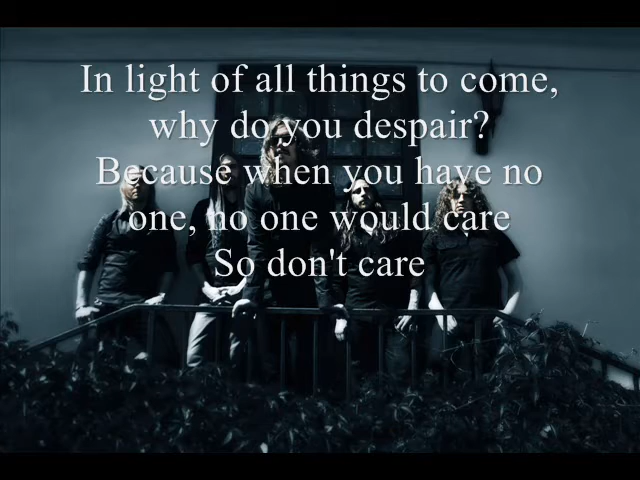 In light of all things to come,
why do you despair?
Because when you have no
one, no one would care
So don't care